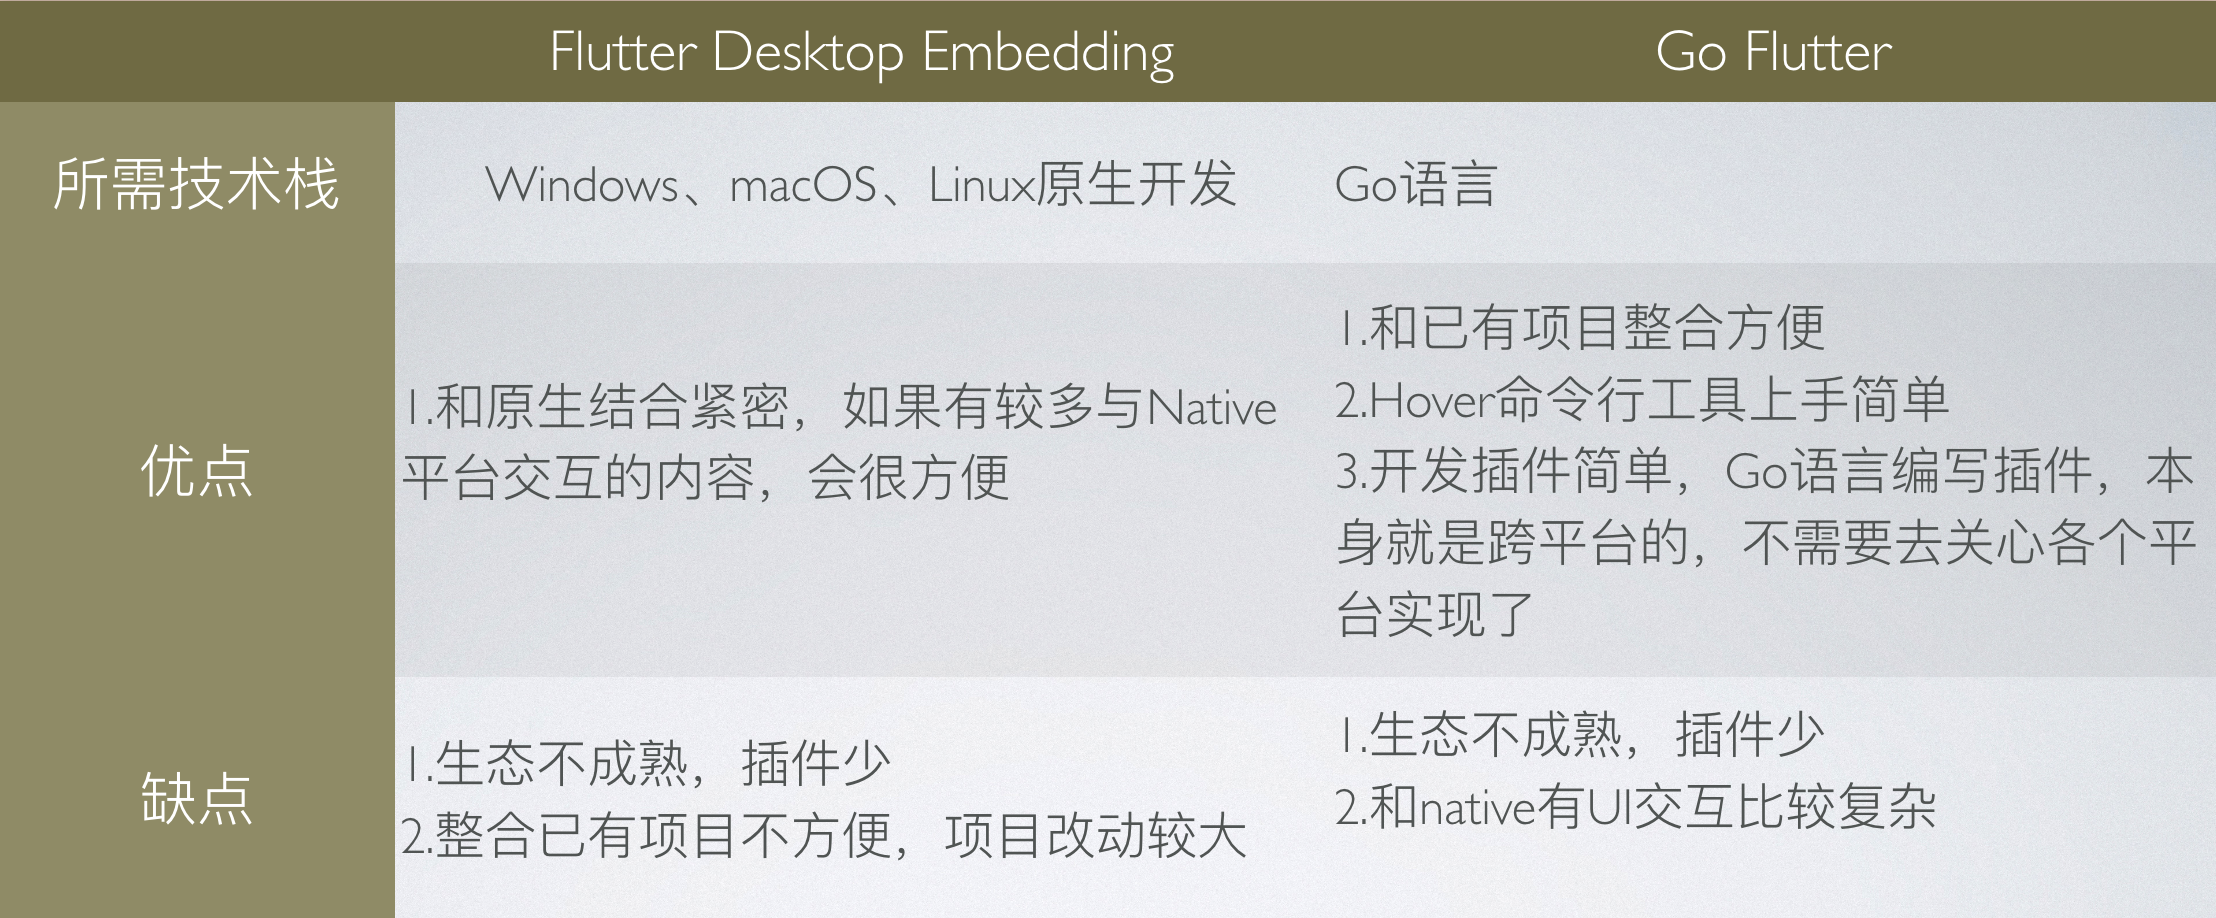 Flutter Desktop Embedding
Go Flutter
所需技术栈
Windows、macOS、Linux原生开发
Go语言
优点
1.和原生结合紧密，如果有较多与Native
平台交互的内容，会很方便
1.和已有项目整合方便
2.Hover命令行工具上手简单
3.开发插件简单，Go语言编写插件，本
身就是跨平台的，不需要去关心各个平
台实现了
缺点
1.生态不成熟，插件少
2.整合已有项目不方便，项目改动较大
1.生态不成熟，插件少
2.和native有UI交互比较复杂